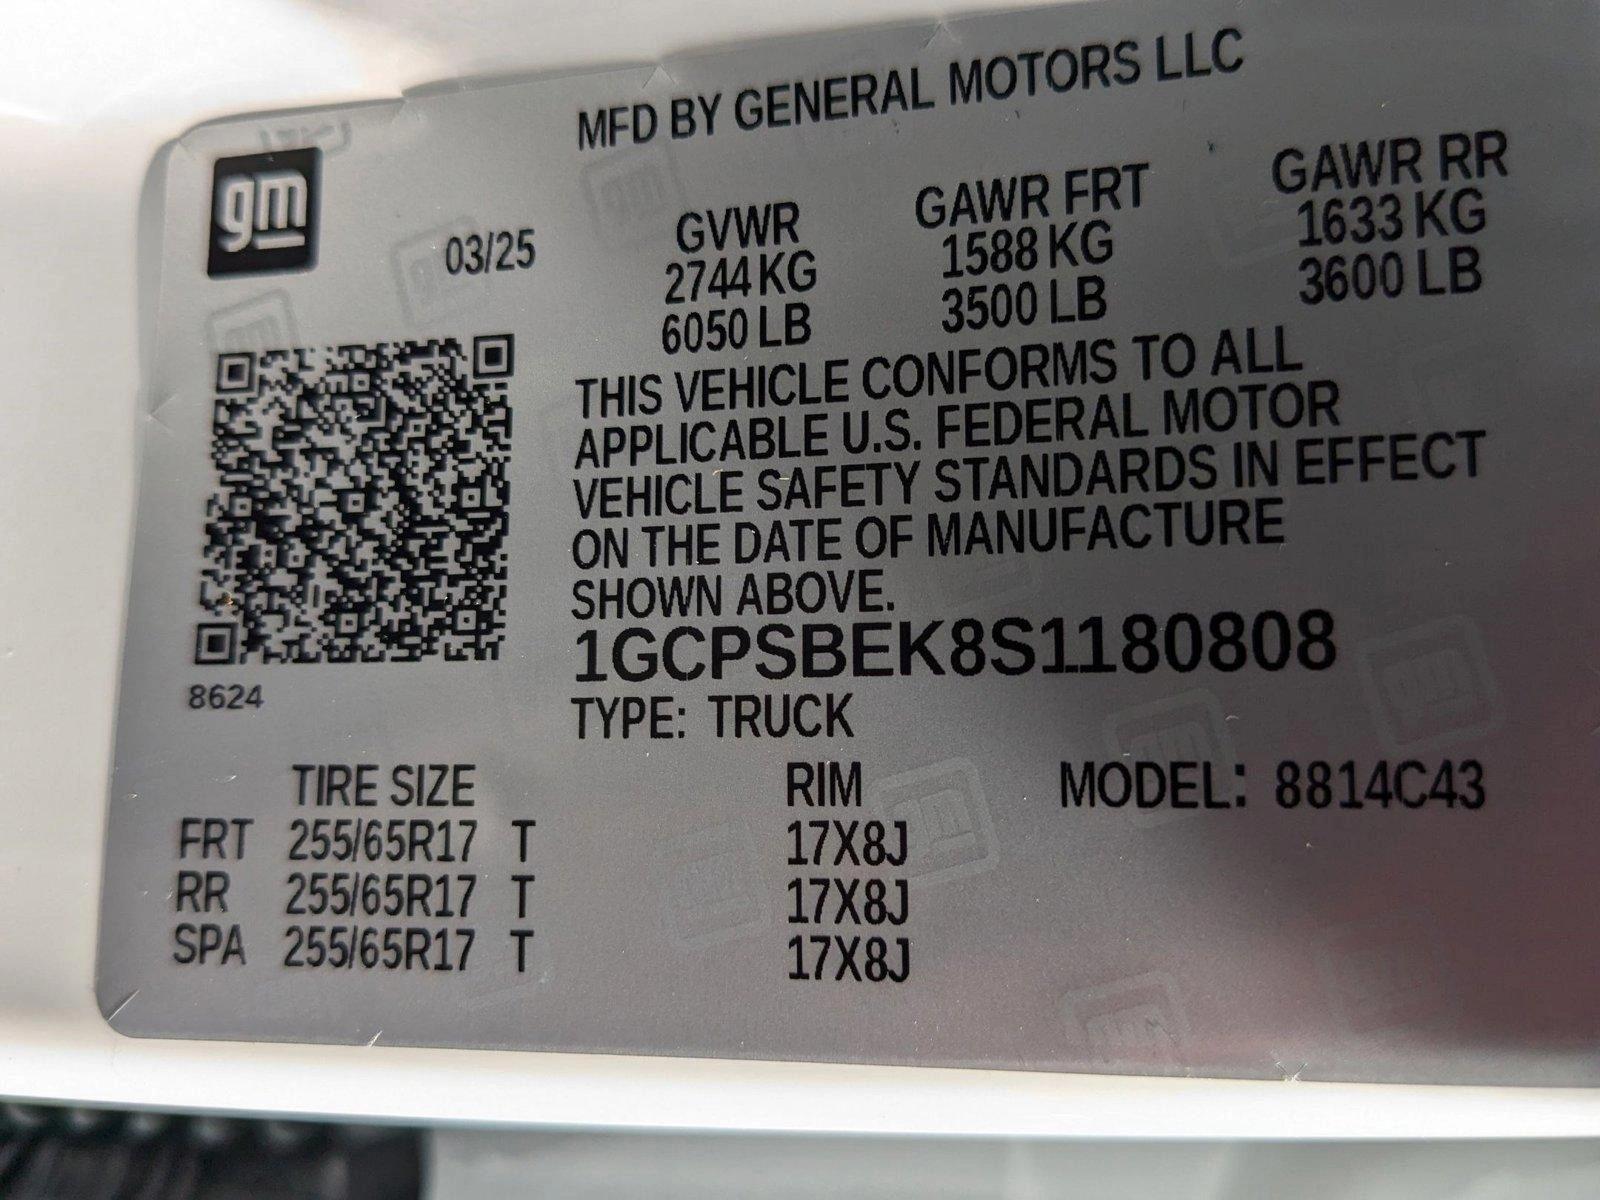 MFD BY GENERAL MOTORS LLC
gm
03/25
GVWR GAWR FRT GAWR RR
2744 KG 1588 KG 1633 KG
6050 LB 3500 LB 3600 LB
THIS VEHICLE CONFORMS TO ALL
APPLICABLE U.S. FEDERAL MOTOR
VEHICLE SAFETY STANDARDS IN EFFECT
ON THE DATE OF MANUFACTURE
SHOWN ABOVE.
1GCPSBEK8S1180808
8624
TYPE: TRUCK
TIRE SIZE RIM MODEL: 8814C43
FRT 255/65R17 T 17X8J
RR 255/65R17 T 17X8J
SPA 255/65R17 T 17X8J